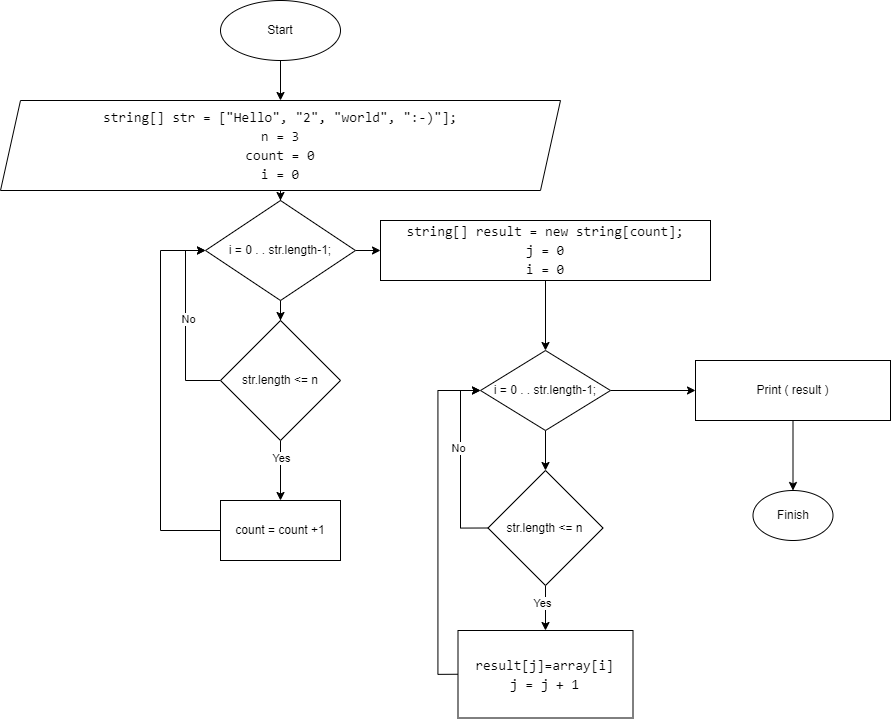 Start
string[] str = ["Hello", "2", "world", ":-)"];
n = 3
count = 0
i = 0
i = 0 . . str.length-1;
string[] result = new string[count];
j = 0
i = 0
No
str.length <= n
Yes
count = count +1
i = 0 . . str.length-1;
Print ( result )
No
str.length <= n
Finish
Yes
result[j]=array[i]
j = j + 1